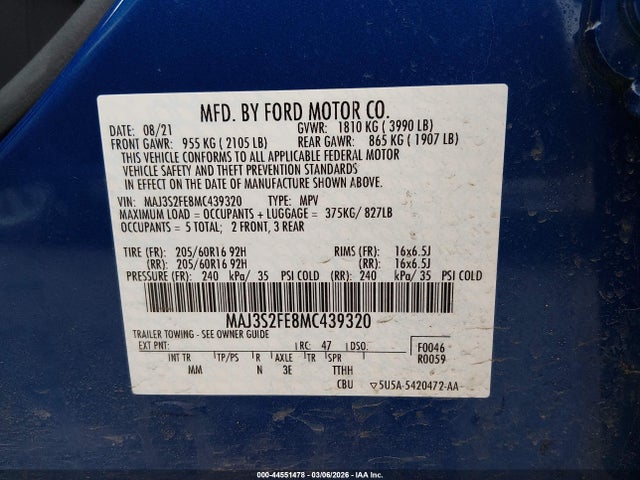 MFD. BY FORD MOTOR CO.
DATE: 08/21 GVWR: 1810 KG ( 3990 LB)
FRONT GAWR: 955 KG ( 2105 LB) REAR GAWR: 865 KG ( 1907 LB)
THIS VEHICLE CONFORMS TO ALL APPLICABLE FEDERAL MOTOR
VEHICLE SAFETY AND THEFT PREVENTION STANDARDS
IN EFFECT ON THE DATE OF MANUFACTURE SHOWN ABOVE.
VIN: MAJ3S2FE8MC439320 TYPE: MPV
MAXIMUM LOAD = OCCUPANTS + LUGGAGE = 375KG/ 827LB
OCCUPANTS = 5 TOTAL; 2 FRONT, 3 REAR
TIRE (FR): 205/60R16 92H RIMS (FR): 16x6.5J
(RR): 205/60R16 92H (RR): 16x6.5J
PRESSURE (FR): 240 kPa/ 35 PSI COLD (RR): 240 kPa/ 35 PSI COLD
MAJ3S2FE8MC439320
TRAILER TOWING - SEE OWNER GUIDE
EXT PNT: RC: 47 DSO: F0046
R0059
INT TR TP/PS R AXLE TR SPR
MM N 3E TTHH
CBU 5U5A-5420472-AA
000-44551478 - 03/06/2026 - IAA Inc.